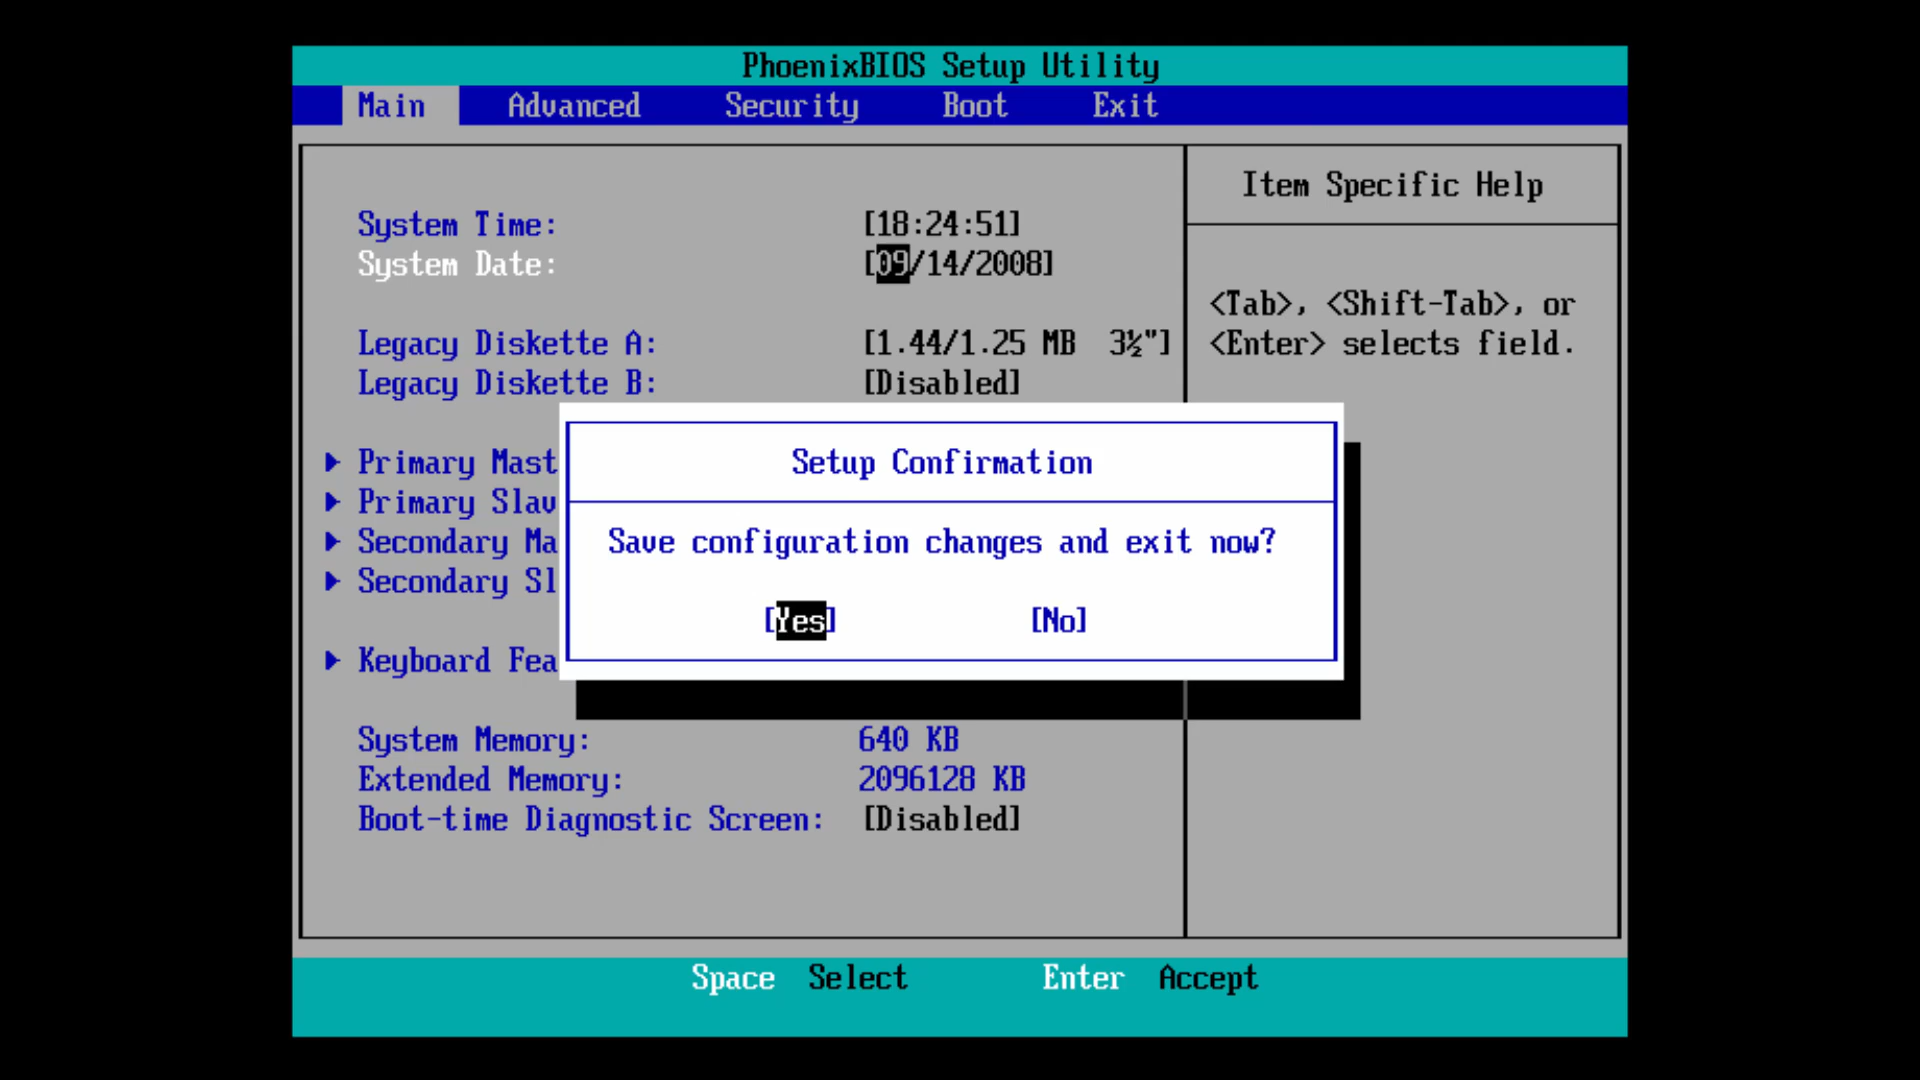 PhoenixBIOS Setup Utility
Main Advanced Security Boot Exit
Item Specific Help
System Time: [18:24:51]
System Date: [09/14/2008]
<Tab>, <Shift-Tab>, or
<Enter> selects field.
Legacy Diskette A: [1.44/1.25 MB 3½"]
Legacy Diskette B: [Disabled]
Primary Mast
Primary Slav
Secondary Ma
Secondary Sl
Keyboard Fea
Setup Confirmation
Save configuration changes and exit now?
[Yes] [No]
System Memory: 640 KB
Extended Memory: 2096128 KB
Boot-time Diagnostic Screen: [Disabled]
Space Select Enter Accept